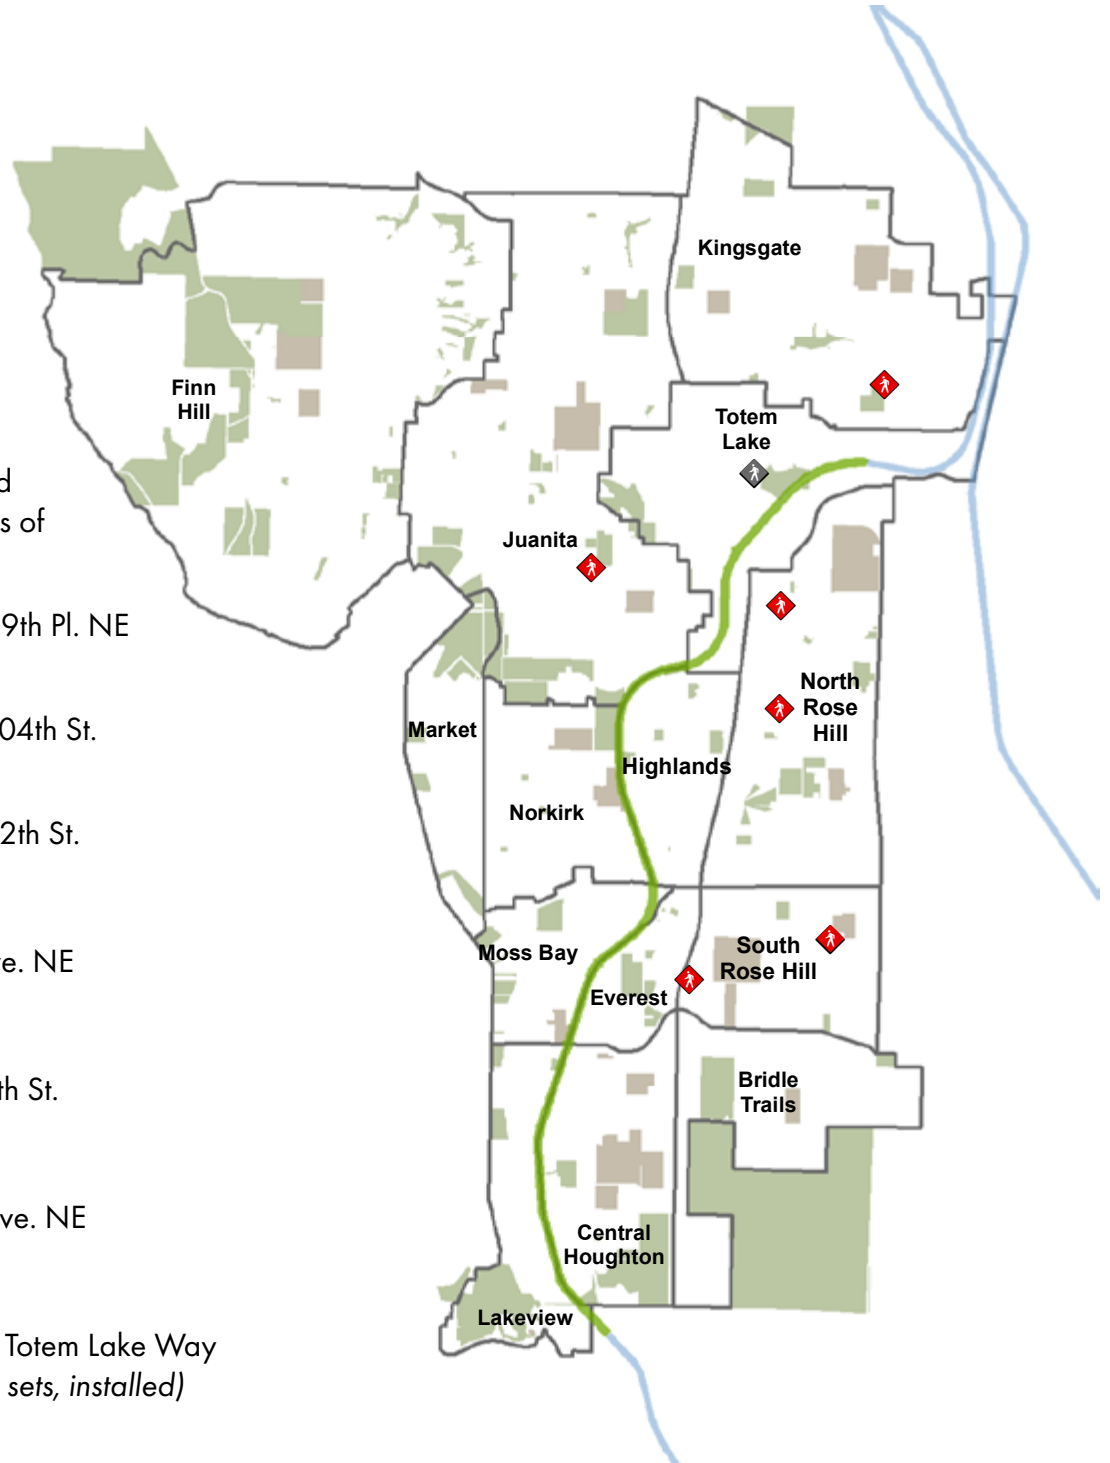 d
s of
9th Pl. NE
04th St.
2th St.
e. NE
th St.
ve. NE
Totem Lake Way
sets, installed)
Kingsgate
Finn
Hill
Totem
Lake
Juanita
North
Rose
Hill
Market
Highlands
Norkirk
Moss Bay
South
Rose Hill
Everest
Bridle
Trails
Central
Houghton
Lakeview